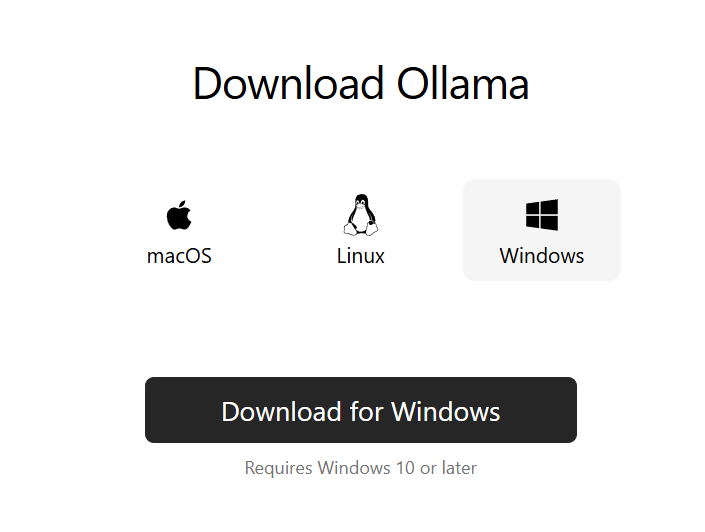 Download Ollama
macOS
Linux
Windows
Download for Windows
Requires Windows 10 or later